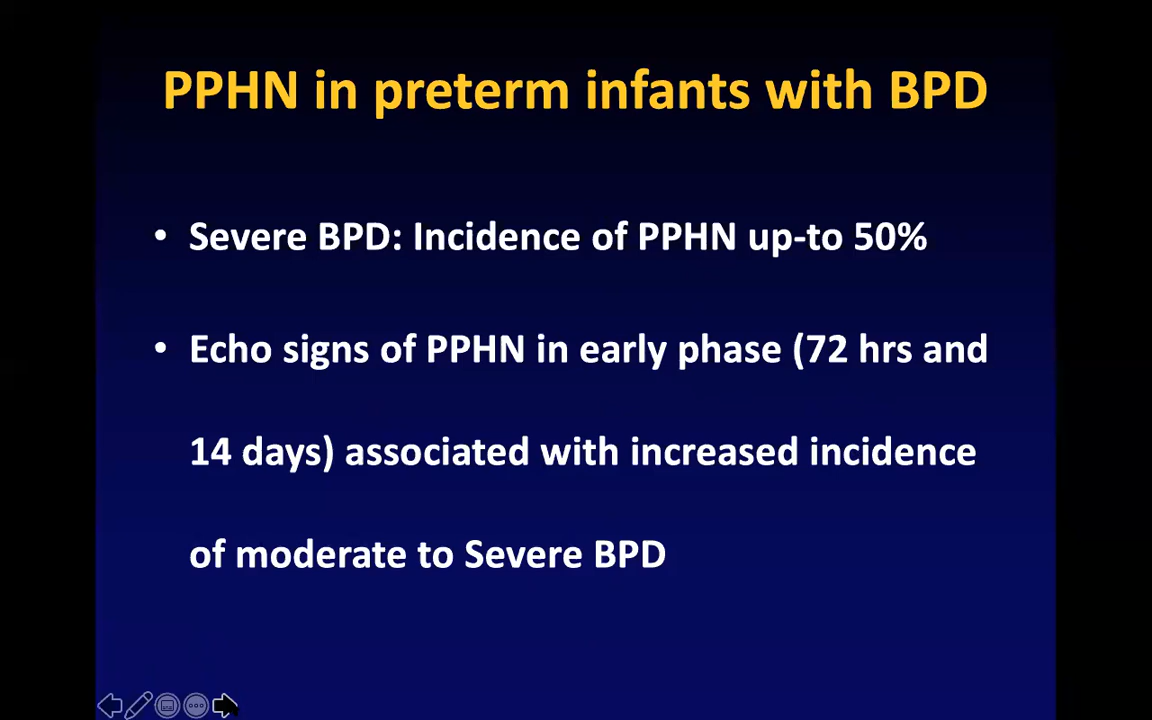 PPHN in preterm infants with BPD
• Severe BPD: Incidence of PPHN up-to 50%
• Echo signs of PPHN in early phase (72 hrs and
14 days) associated with increased incidence
of moderate to Severe BPD